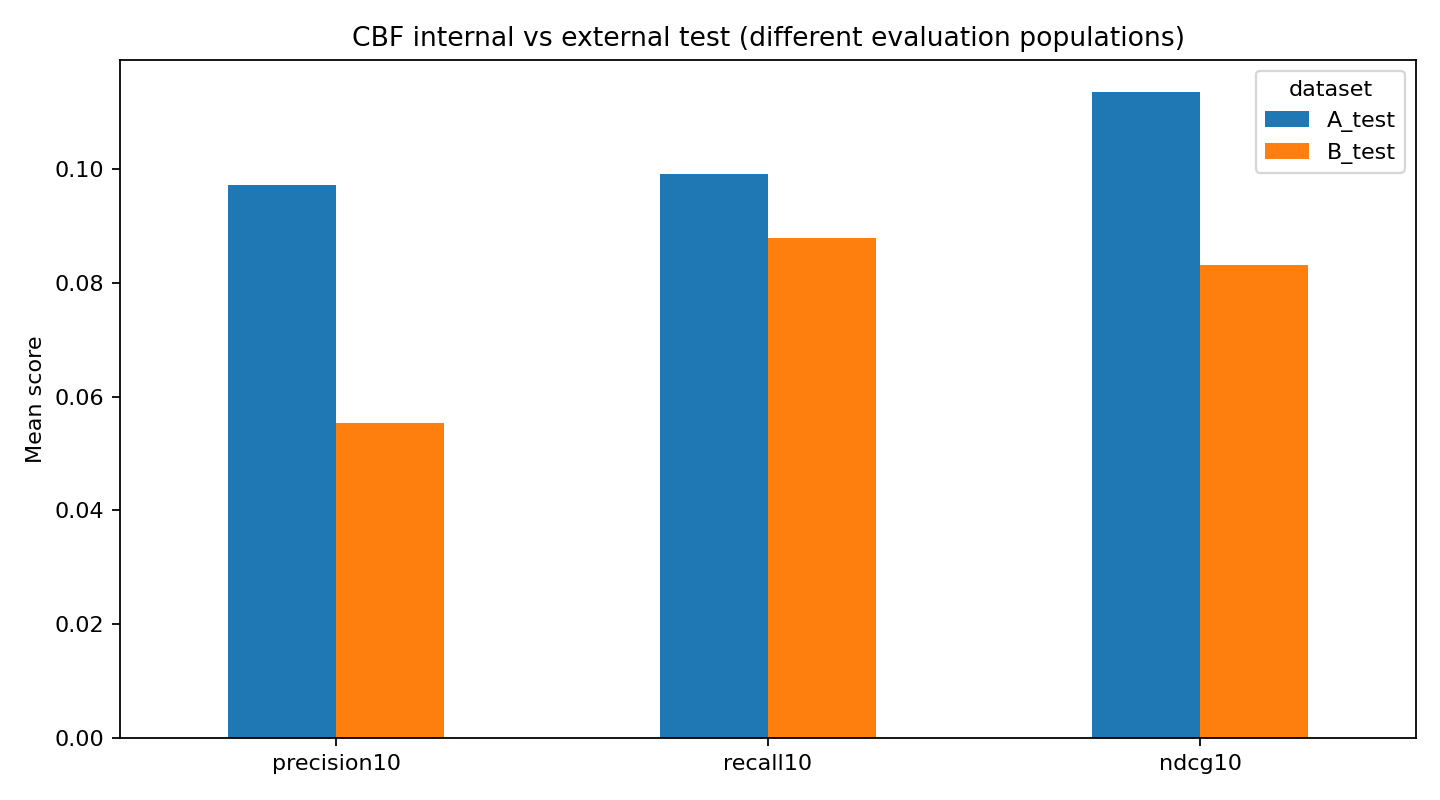 CBF internal vs external test (different evaluation populations)
dataset
A_test
B_test
Mean score
0.10
0.08
0.06
0.04
0.02
0.00
precision10
recall10
ndcg10